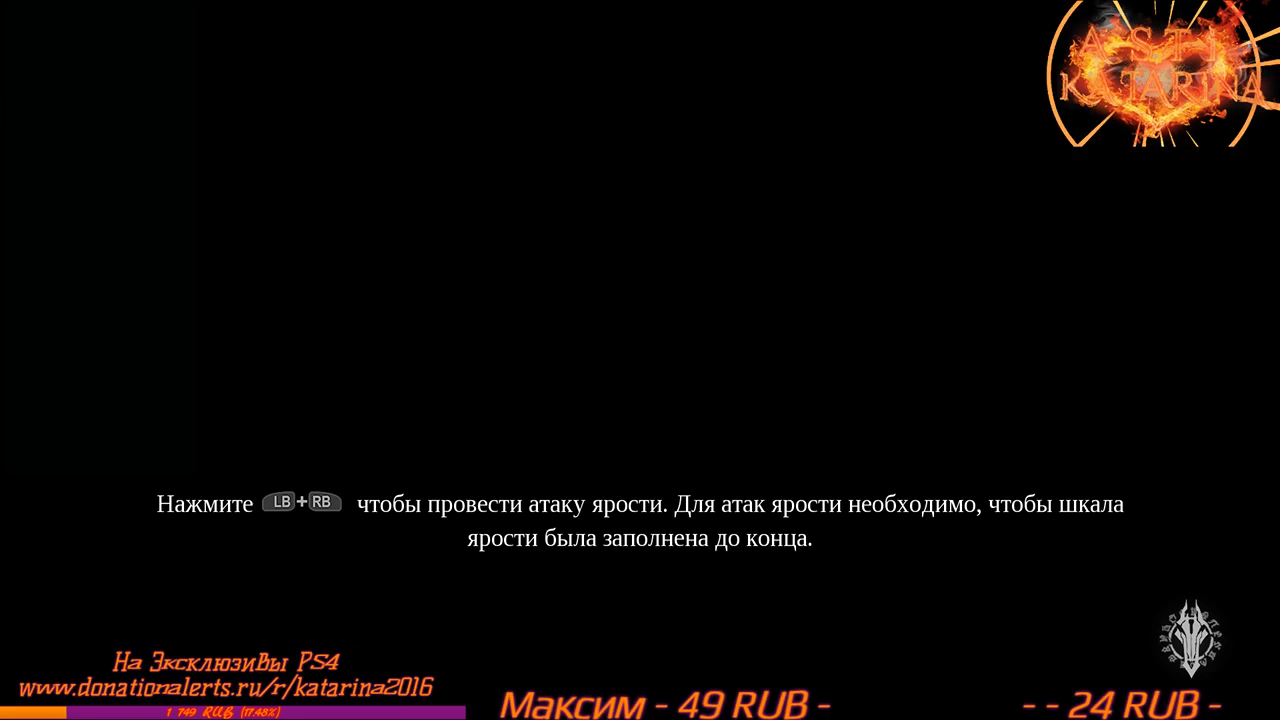 ASTI
KATARINA
Нажмите LB+RB чтобы провести атаку ярости. Для атак ярости необходимо, чтобы шкала
ярости была заполнена до конца.
На Эксклюзивы PS4
www.donationalerts.ru/r/katarina2016
1 749 RUB (17.48%)
Максим - 49 RUB -
- - 24 RUB -